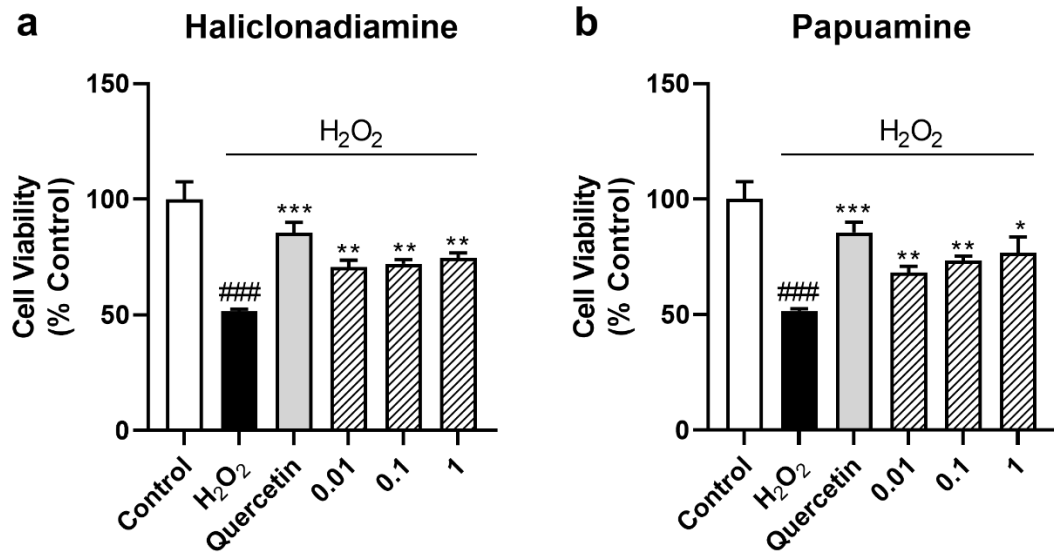 a Haliclonadiamine
150
100
50
0
Cell Viability
(% Control)
H₂O₂
###
***
**
**
**
Control
H₂O₂
Quercetin
0.01
0.1
1
b Papuamine
150
100
50
0
Cell Viability
(% Control)
H₂O₂
###
***
**
**
*
Control
H₂O₂
Quercetin
0.01
0.1
1